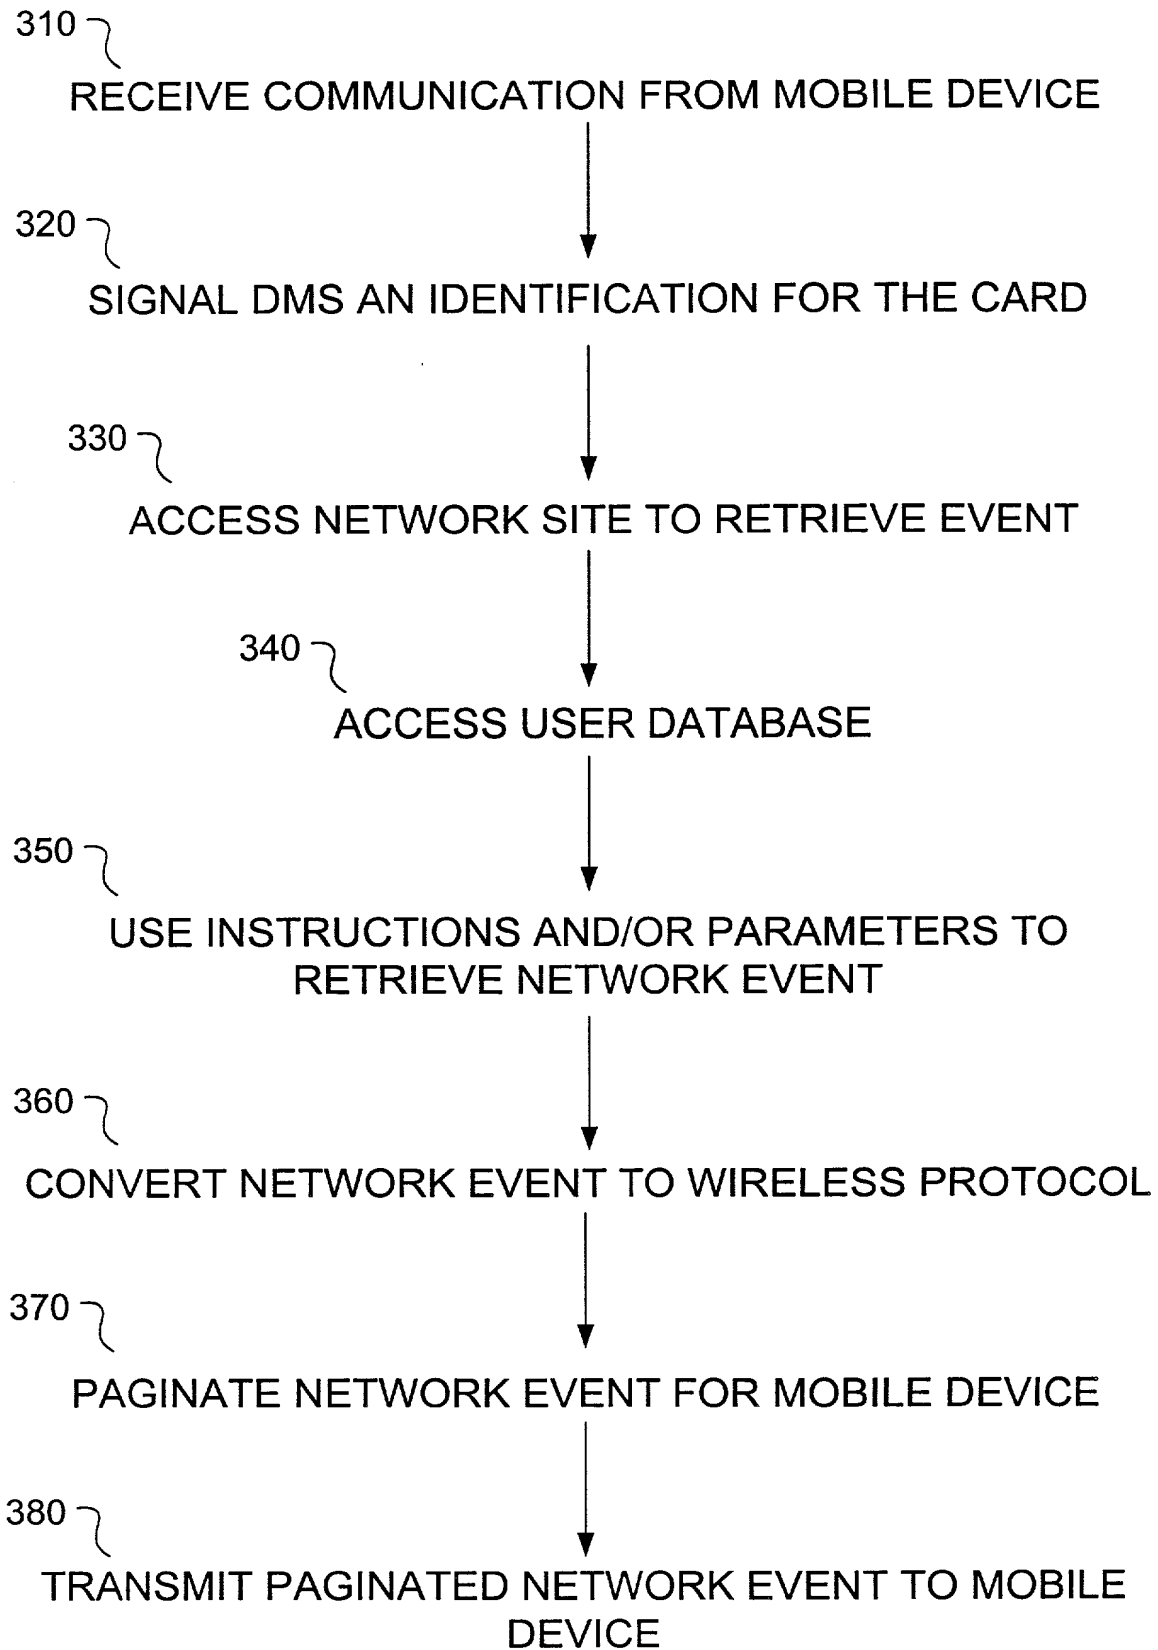 310
RECEIVE COMMUNICATION FROM MOBILE DEVICE
320
SIGNAL DMS AN IDENTIFICATION FOR THE CARD
330
ACCESS NETWORK SITE TO RETRIEVE EVENT
340
ACCESS USER DATABASE
350
USE INSTRUCTIONS AND/OR PARAMETERS TO
RETRIEVE NETWORK EVENT
360
CONVERT NETWORK EVENT TO WIRELESS PROTOCOL
370
PAGINATE NETWORK EVENT FOR MOBILE DEVICE
380
TRANSMIT PAGINATED NETWORK EVENT TO MOBILE
DEVICE